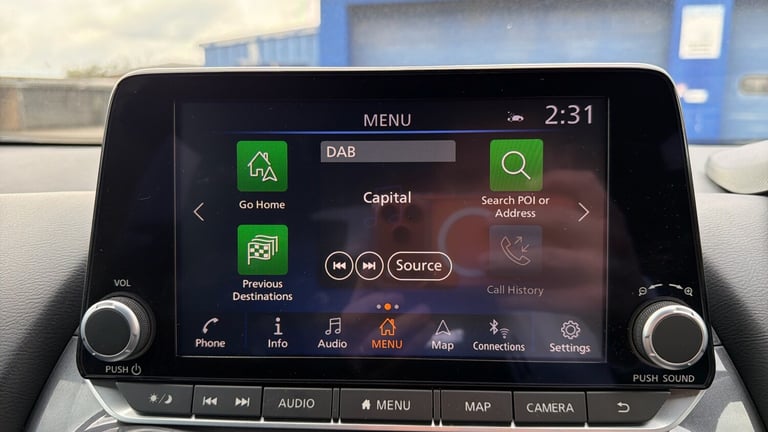 MENU
2:31
DAB
Go Home
Capital
Search POI or
Address
Previous
Destinations
Source
Call History
VOL
PUSH
Phone
Info
Audio
MENU
Map
Connections
Settings
PUSH SOUND
AUDIO
MENU
MAP
CAMERA